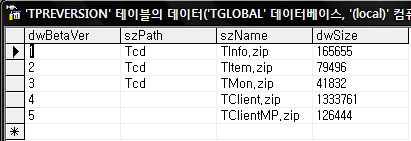 'TPREVERSION' 테이블의 데이터('TGLOBAL' 데이터베이스, '(local)' 컴퓨
dwBetaVer szPath szName dwSize
1 Tcd TInfo.zip 165655
2 Tcd TItem.zip 79496
3 Tcd TMon.zip 41832
4 TClient.zip 1333761
5 TClientMP.zip 126444